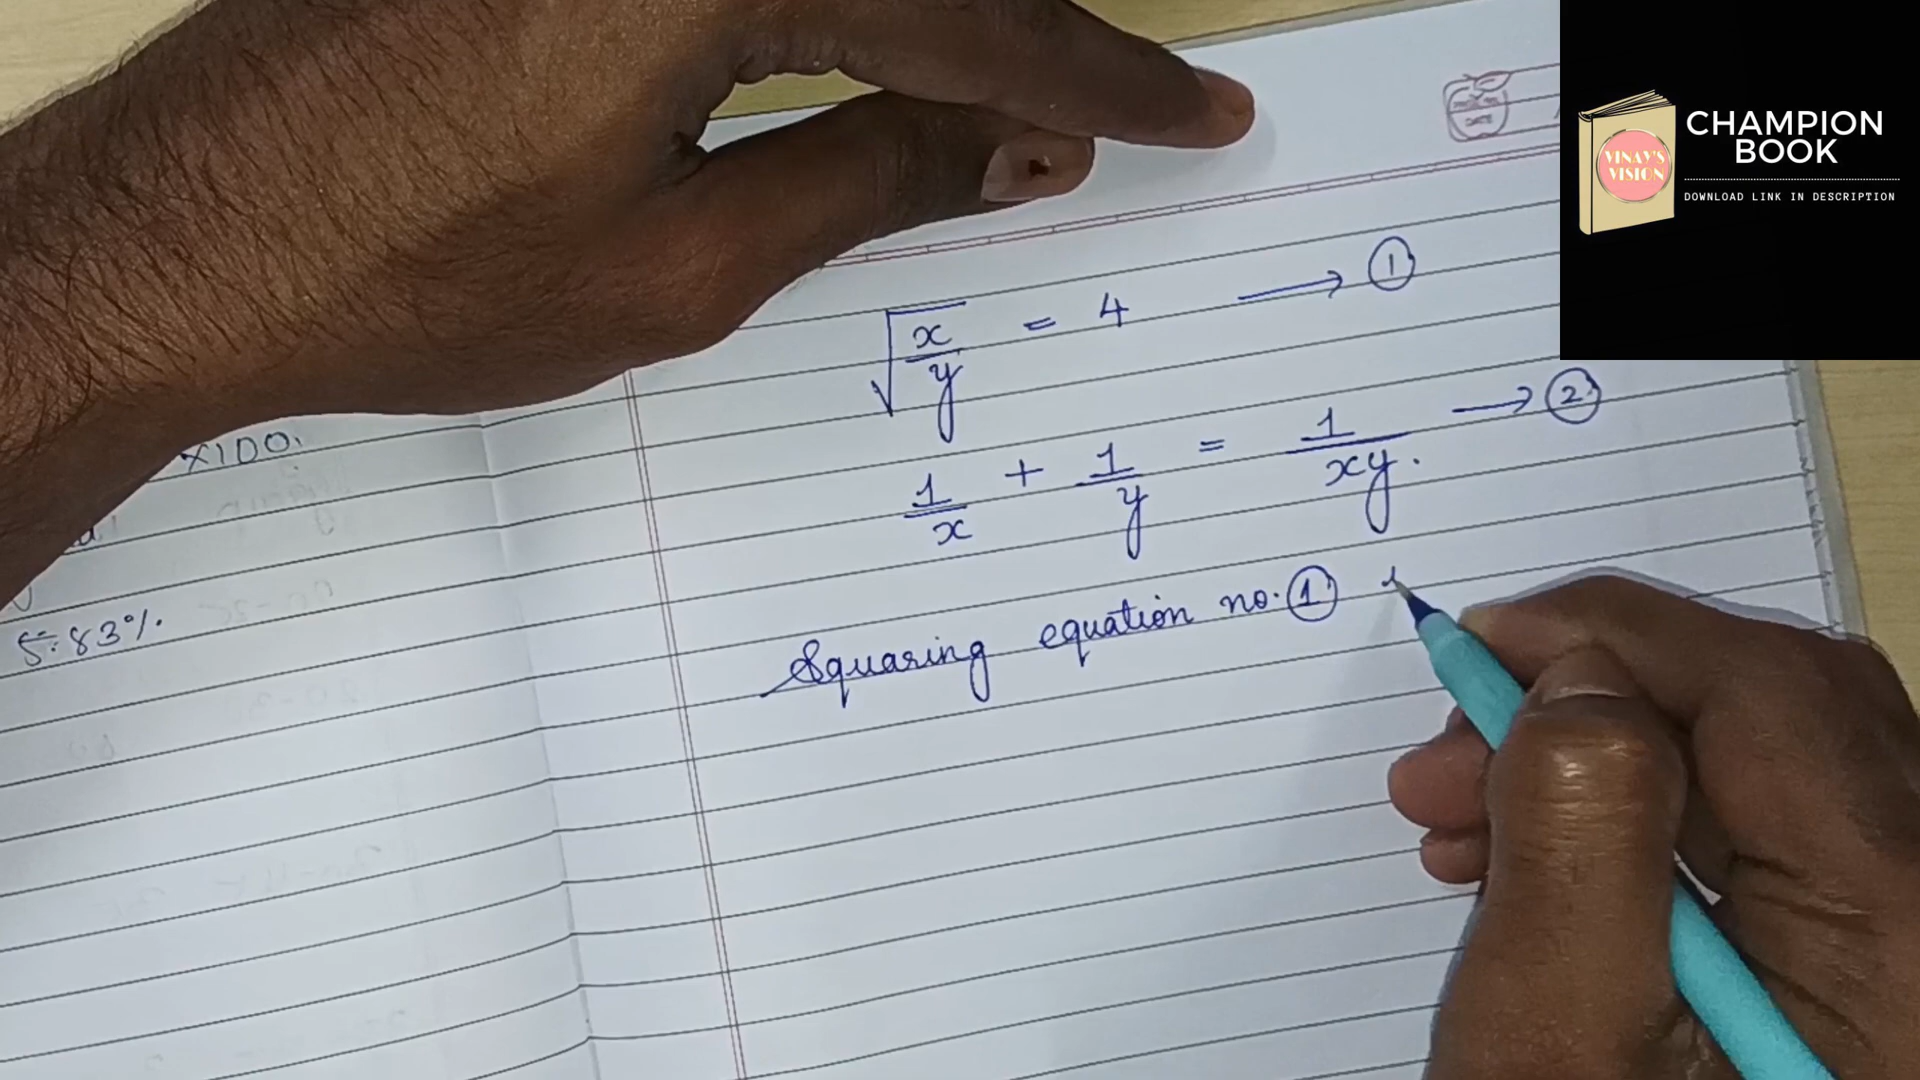 CHAMPION
BOOK
VINAY'S
VISION
DOWNLOAD LINK IN DESCRIPTION
√(x/y) = 4 → ①
1/x + 1/y = 1/xy. → ②
Squaring equation no. ①
×100.
5.83%.